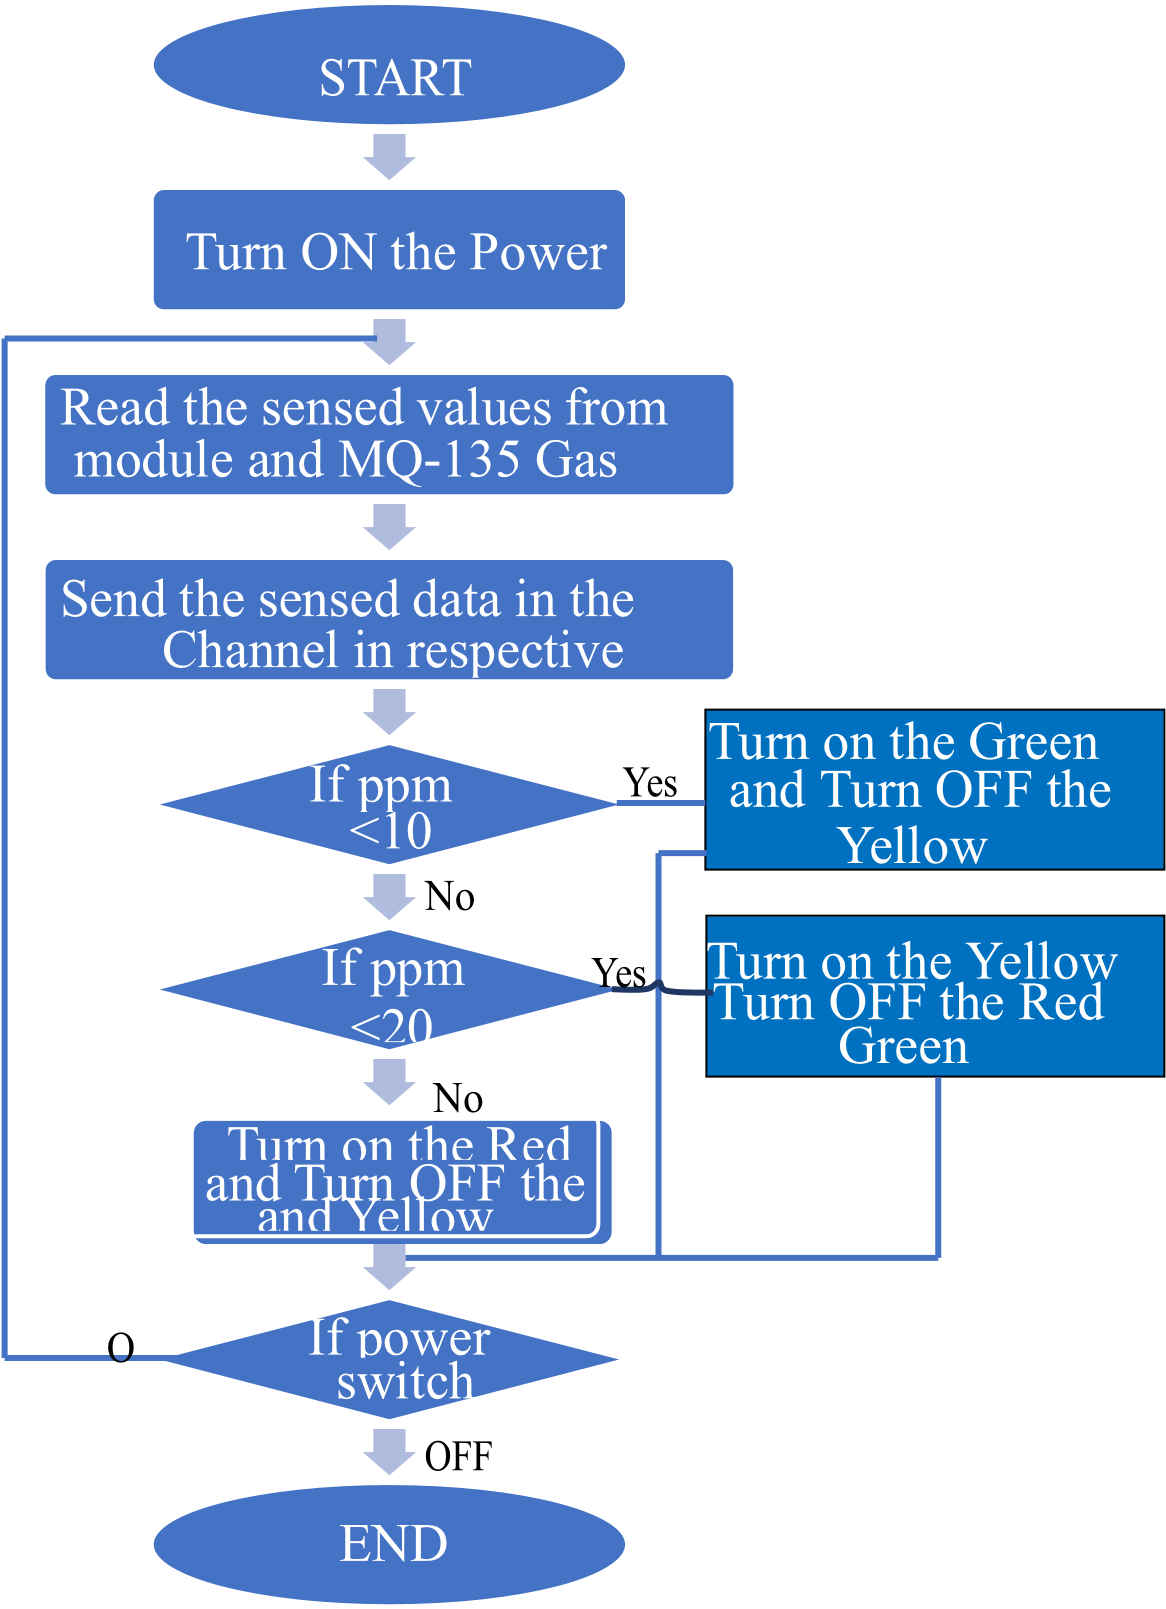 START
Turn ON the Power
Read the sensed values from
module and MQ-135 Gas
Send the sensed data in the
Channel in respective
If ppm
<10
Yes
Turn on the Green
and Turn OFF the
Yellow
No
If ppm
<20
Yes
Turn on the Yellow
Turn OFF the Red
Green
No
Turn on the Red
and Turn OFF the
and Yellow
If power
switch
O
OFF
END